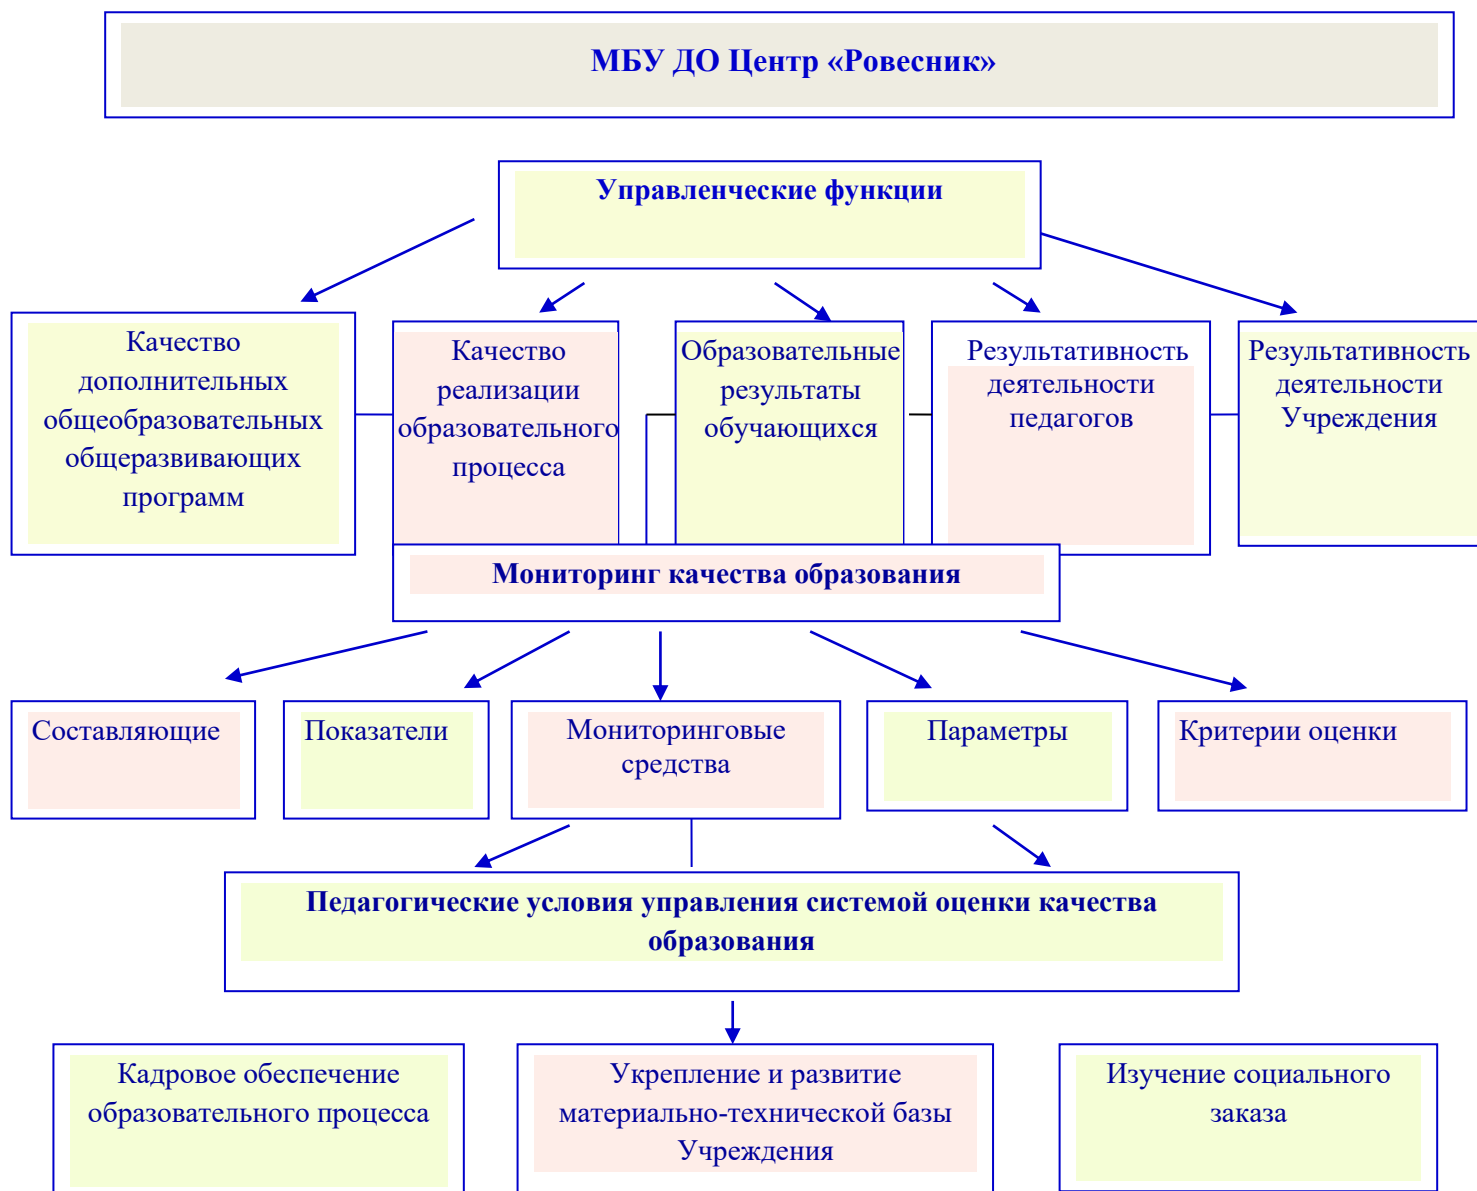 МБУ ДО Центр «Ровесник»
Управленческие функции
Качество
дополнительных
общеобразовательных
общеразвивающих
программ
Качество
реализации
образовательного
процесса
Образовательные
результаты
обучающихся
Результативность
деятельности
педагогов
Результативность
деятельности
Учреждения
Мониторинг качества образования
Составляющие
Показатели
Мониторинговые
средства
Параметры
Критерии оценки
Педагогические условия управления системой оценки качества
образования
Кадровое обеспечение
образовательного процесса
Укрепление и развитие
материально-технической базы
Учреждения
Изучение социального
заказа